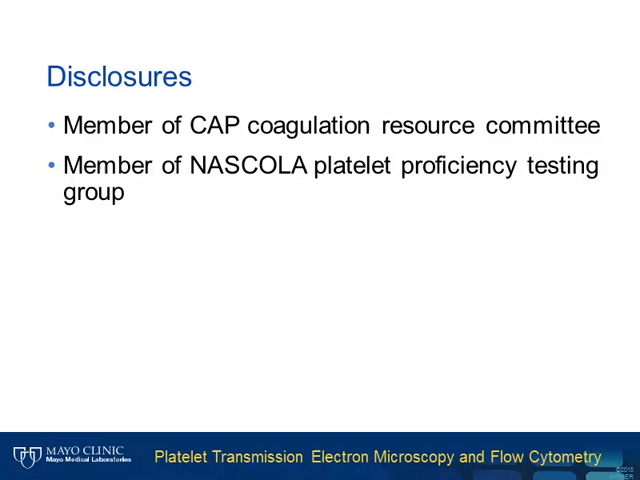 Disclosures
• Member of CAP coagulation resource committee
• Member of NASCOLA platelet proficiency testing
group
MAYO CLINIC
Mayo Medical Laboratories
Platelet Transmission Electron Microscopy and Flow Cytometry